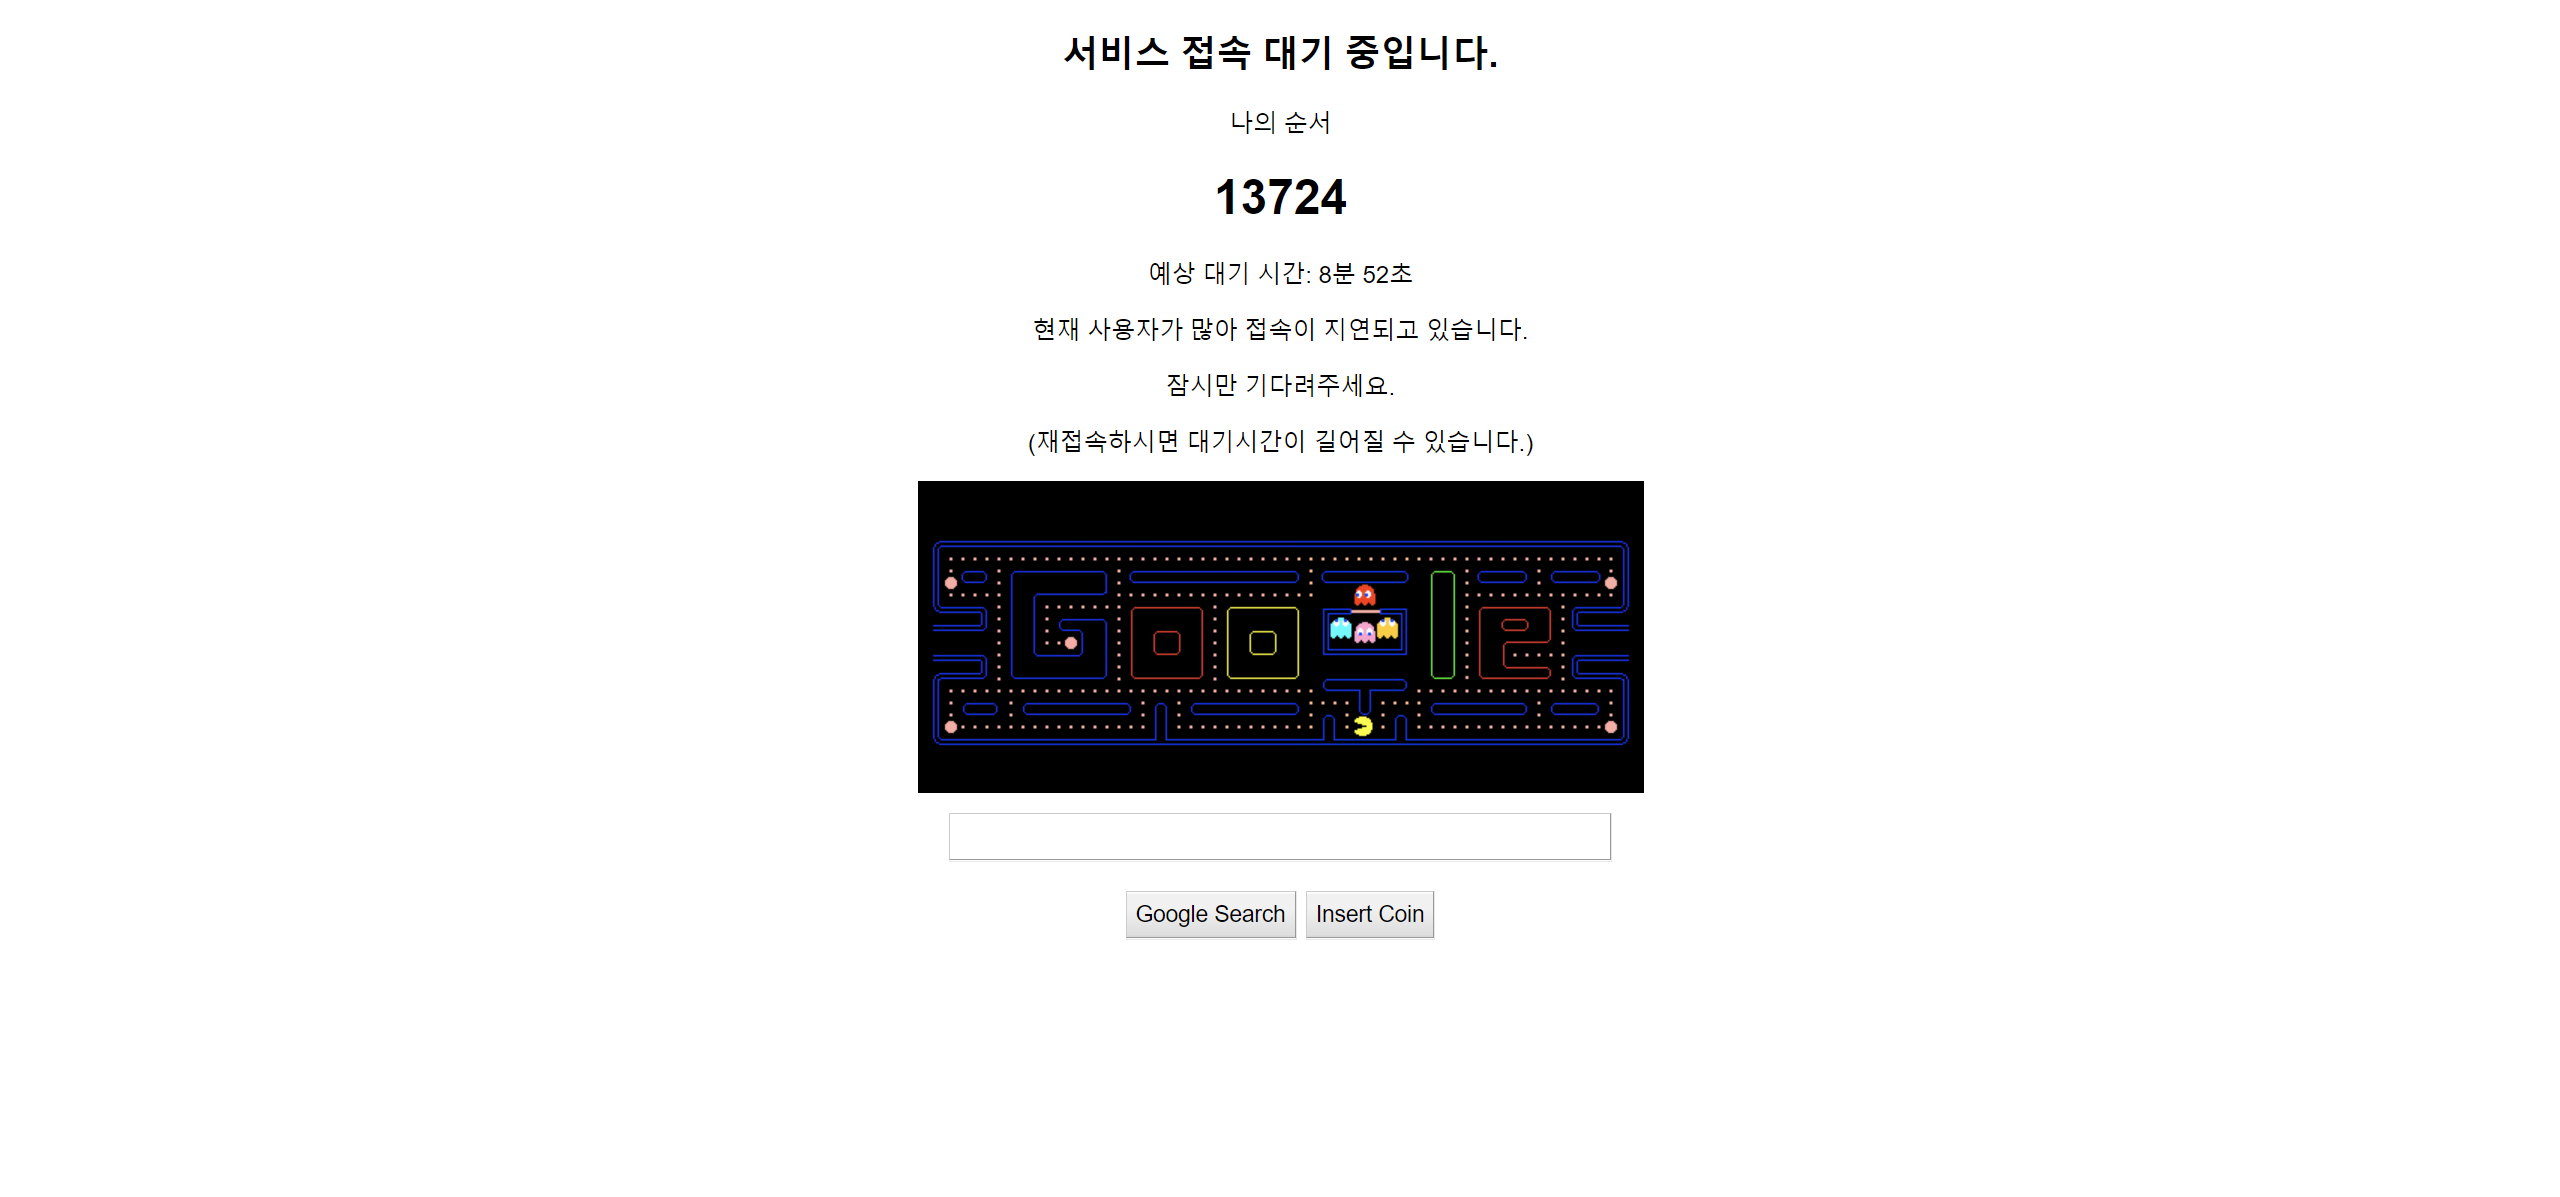 서비스 접속 대기 중입니다.
나의 순서
13724
예상 대기 시간: 8분 52초
현재 사용자가 많아 접속이 지연되고 있습니다.
잠시만 기다려주세요.
(재접속하시면 대기시간이 길어질 수 있습니다.)
Google
Google Search
Insert Coin